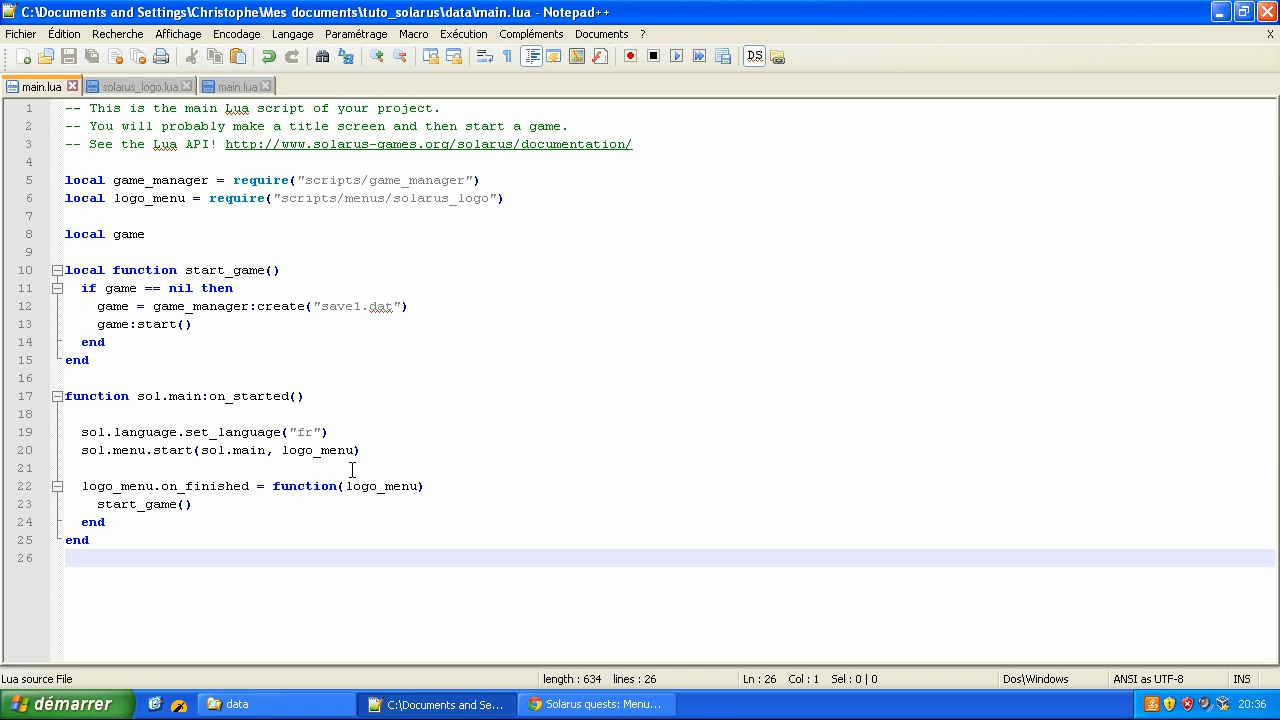 C:\Documents and Settings\Christophe\Mes documents\tuto_solarus\data\main.lua - Notepad++
Fichier Édition Recherche Affichage Encodage Langage Paramétrage Macro Exécution Compléments Documents ? X
main.lua solarus_logo.lua main.lua
1 -- This is the main Lua script of your project.
2 -- You will probably make a title screen and then start a game.
3 -- See the Lua API! http://www.solarus-games.org/solarus/documentation/
4
5 local game_manager = require("scripts/game_manager")
6 local logo_menu = require("scripts/menus/solarus_logo")
7
8 local game
9
10 local function start_game()
11 if game == nil then
12 game = game_manager:create("save1.dat")
13 game:start()
14 end
15 end
16
17 function sol.main:on_started()
18
19 sol.language.set_language("fr")
20 sol.menu.start(sol.main, logo_menu)
21
22 logo_menu.on_finished = function(logo_menu)
23 start_game()
24 end
25 end
26
Lua source File length : 634 lines : 26 Ln : 26 Col : 1 Sel : 0 | 0 Dos\Windows ANSI as UTF-8 INS
démarrer data C:\Documents and Se... Solarus quests: Menu... 20:36